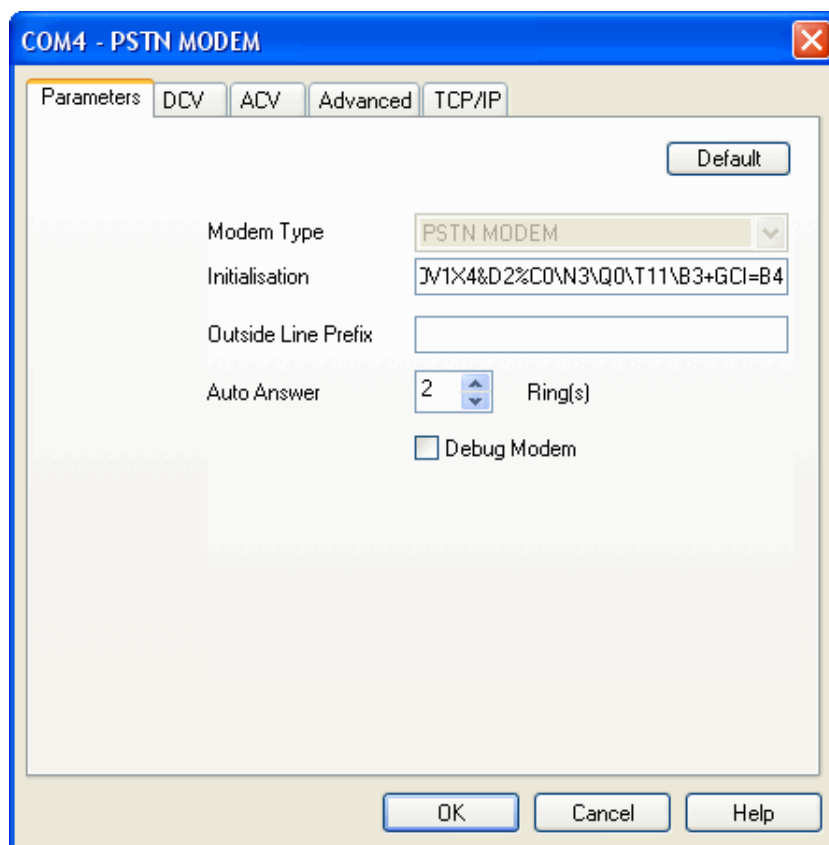 COM4 - PSTN MODEM
Parameters DCV ACV Advanced TCP/IP
Default
Modem Type PSTN MODEM
Initialisation V1X4&D2%C0\N3\Q0\T11\B3+GCI=B4
Outside Line Prefix
Auto Answer 2 Ring(s)
Debug Modem
OK Cancel Help